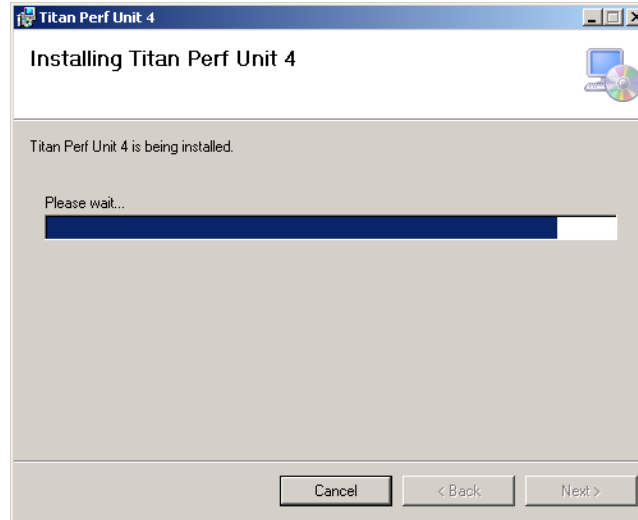 Titan Perf Unit 4
Installing Titan Perf Unit 4
Titan Perf Unit 4 is being installed.
Please wait...
Cancel
< Back
Next >